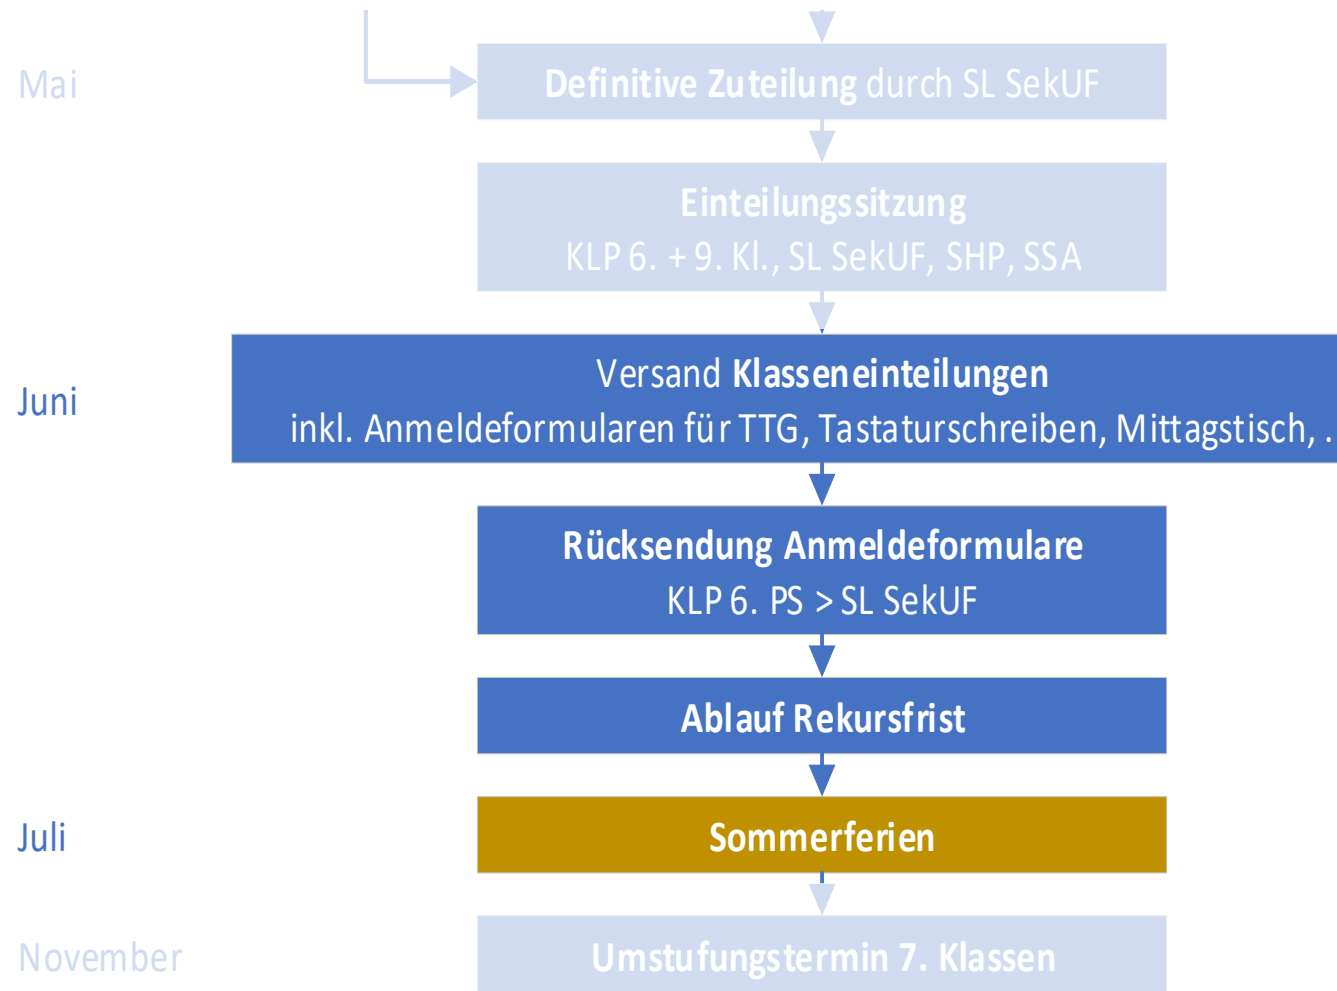 Mai
Definitive Zuteilung durch SL SekUF
Einteilungssitzung
KLP 6. + 9. Kl., SL SekUF, SHP, SSA
Juni
Versand Klasseneinteilungen
inkl. Anmeldeformularen für TTG, Tastaturschreiben, Mittagstisch, .
Rücksendung Anmeldeformulare
KLP 6. PS > SL SekUF
Ablauf Rekursfrist
Juli
Sommerferien
November
Umstufungstermin 7. Klassen